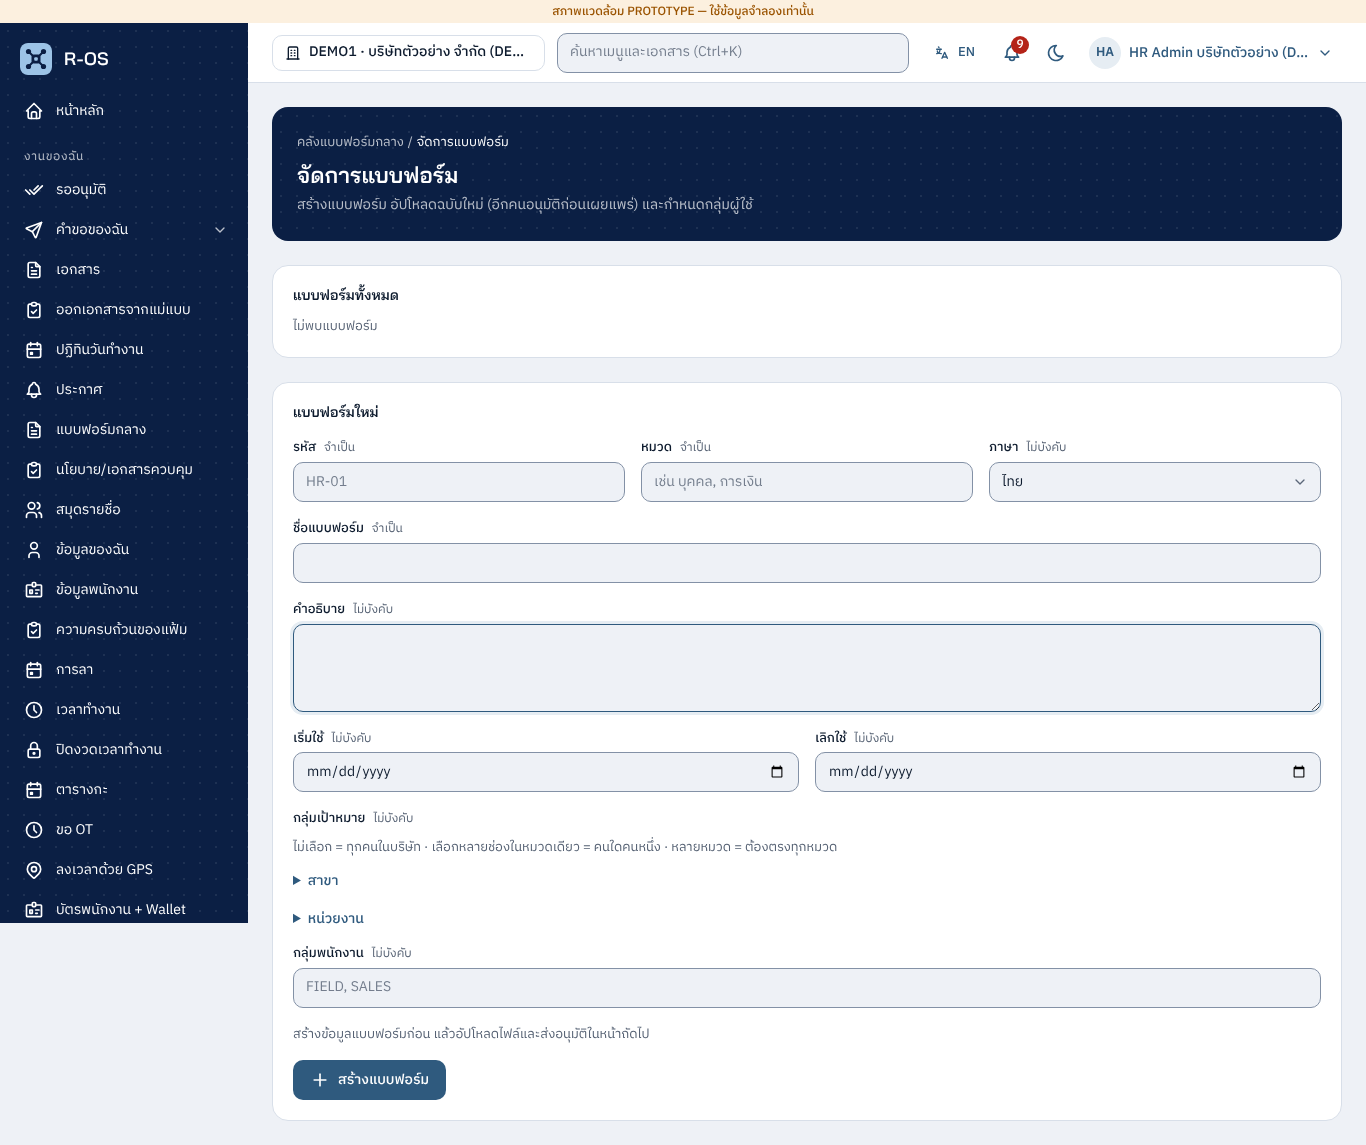 สภาพแวดล้อม PROTOTYPE — ใช้ข้อมูลจำลองเท่านั้น
R-OS
DEMO1 · บริษัทตัวอย่าง จำกัด (DE...
ค้นหาเมนูและเอกสาร (Ctrl+K)
EN
9
HA
HR Admin บริษัทตัวอย่าง (D...
หน้าหลัก
งานของฉัน
รออนุมัติ
คำขอของฉัน
เอกสาร
ออกเอกสารจากแม่แบบ
ปฏิทินวันทำงาน
ประกาศ
แบบฟอร์มกลาง
นโยบาย/เอกสารควบคุม
สมุดรายชื่อ
ข้อมูลของฉัน
ข้อมูลพนักงาน
ความครบถ้วนของแฟ้ม
การลา
เวลาทำงาน
ปิดงวดเวลาทำงาน
ตารางกะ
ขอ OT
ลงเวลาด้วย GPS
บัตรพนักงาน + Wallet
คลังแบบฟอร์มกลาง / จัดการแบบฟอร์ม
จัดการแบบฟอร์ม
สร้างแบบฟอร์ม อัปโหลดฉบับใหม่ (อีกคนอนุมัติก่อนเผยแพร่) และกำหนดกลุ่มผู้ใช้
แบบฟอร์มทั้งหมด
ไม่พบแบบฟอร์ม
แบบฟอร์มใหม่
รหัส จำเป็น
หมวด จำเป็น
ภาษา ไม่บังคับ
HR-01
เช่น บุคคล, การเงิน
ไทย
ชื่อแบบฟอร์ม จำเป็น
คำอธิบาย ไม่บังคับ
เริ่มใช้ ไม่บังคับ
เลิกใช้ ไม่บังคับ
mm/dd/yyyy
mm/dd/yyyy
กลุ่มเป้าหมาย ไม่บังคับ
ไม่เลือก = ทุกคนในบริษัท · เลือกหลายช่องในหมวดเดียว = คนใดคนหนึ่ง · หลายหมวด = ต้องตรงทุกหมวด
สาขา
หน่วยงาน
กลุ่มพนักงาน ไม่บังคับ
FIELD, SALES
สร้างข้อมูลแบบฟอร์มก่อน แล้วอัปโหลดไฟล์และส่งอนุมัติในหน้าถัดไป
สร้างแบบฟอร์ม